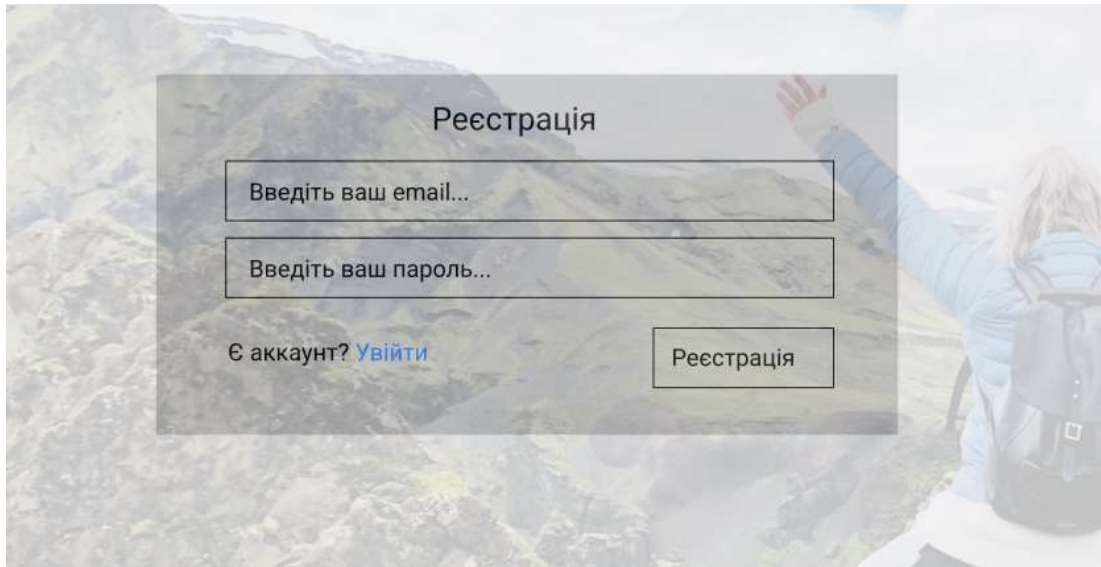 Реєстрація
Введіть ваш email...
Введіть ваш пароль...
Є аккаунт? Увійти
Реєстрація